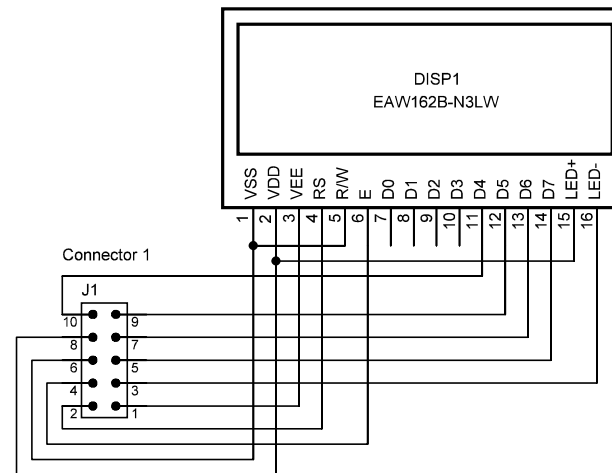 DISP1
EAW162B-N3LW
VSS VDD VEE RS R/W E D0 D1 D2 D3 D4 D5 D6 D7 LED+ LED-
1 2 3 4 5 6 7 8 9 10 11 12 13 14 15 16
Connector 1
J1
10 9
8 7
6 5
4 3
2 1